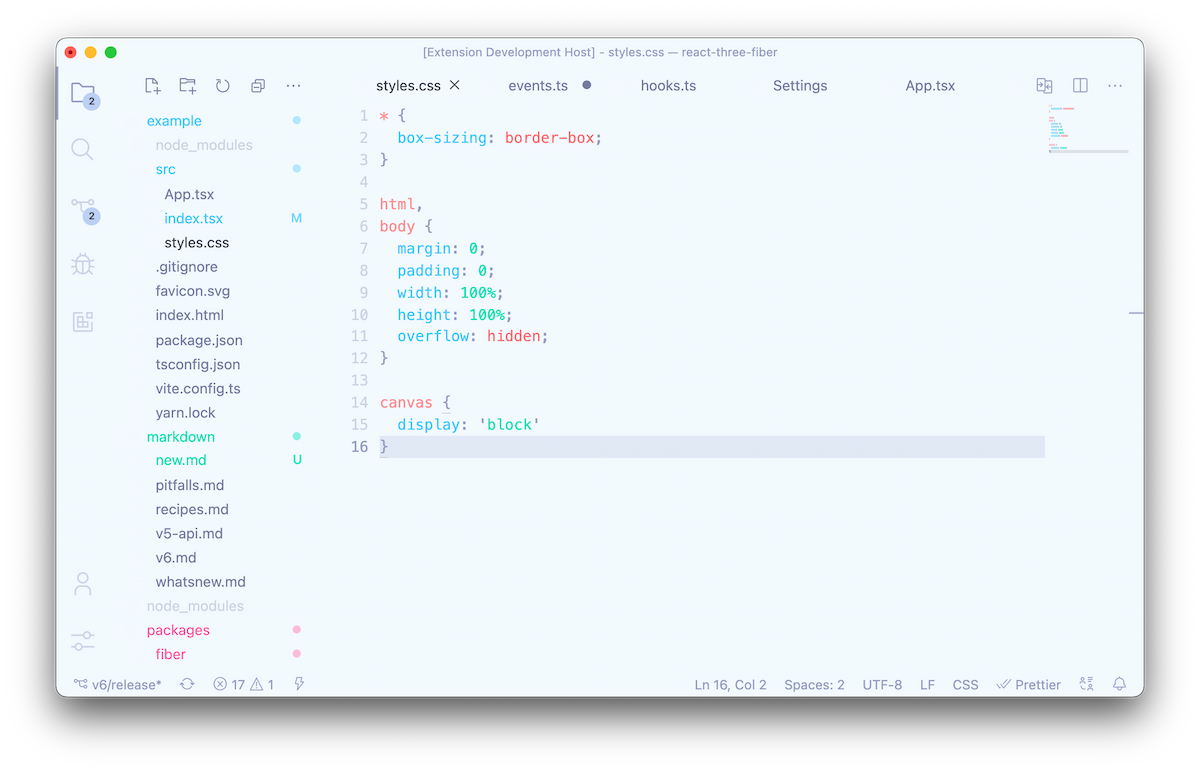 [Extension Development Host] - styles.css — react-three-fiber
styles.css events.ts hooks.ts Settings App.tsx
2
2
example
node_modules
src
App.tsx
index.tsx M
styles.css
.gitignore
favicon.svg
index.html
package.json
tsconfig.json
vite.config.ts
yarn.lock
markdown
new.md U
pitfalls.md
recipes.md
v5-api.md
v6.md
whatsnew.md
node_modules
packages
fiber
1 * {
2   box-sizing: border-box;
3 }
4
5 html,
6 body {
7   margin: 0;
8   padding: 0;
9   width: 100%;
10   height: 100%;
11   overflow: hidden;
12 }
13
14 canvas {
15   display: 'block'
16 }
v6/release* 17 1 Ln 16, Col 2 Spaces: 2 UTF-8 LF CSS Prettier